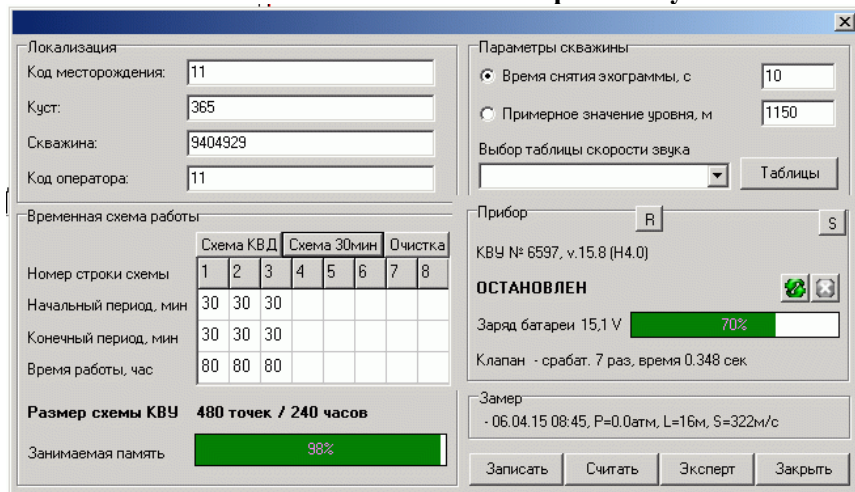 Локализация
Код месторождения: 11
Куст: 365
Скважина: 9404929
Код оператора: 11
Параметры скважины
Время снятия эхограммы, с 10
Примерное значение уровня, м 1150
Выбор таблицы скорости звука
Таблицы
Временная схема работы
Схема КВД Схема 30мин Очистка
Номер строки схемы 1 2 3 4 5 6 7 8
Начальный период, мин 30 30 30
Конечный период, мин 30 30 30
Время работы, час 80 80 80
Размер схемы КВУ 480 точек / 240 часов
Занимаемая память 98%
Прибор R S
КВУ № 6597, v.15.8 (H4.0)
ОСТАНОВЛЕН
Заряд батареи 15,1 V 70%
Клапан - срабат. 7 раз, время 0.348 сек
Замер
- 06.04.15 08:45, P=0.0атм, L=16м, S=322м/с
Записать Считать Эксперт Закрыть